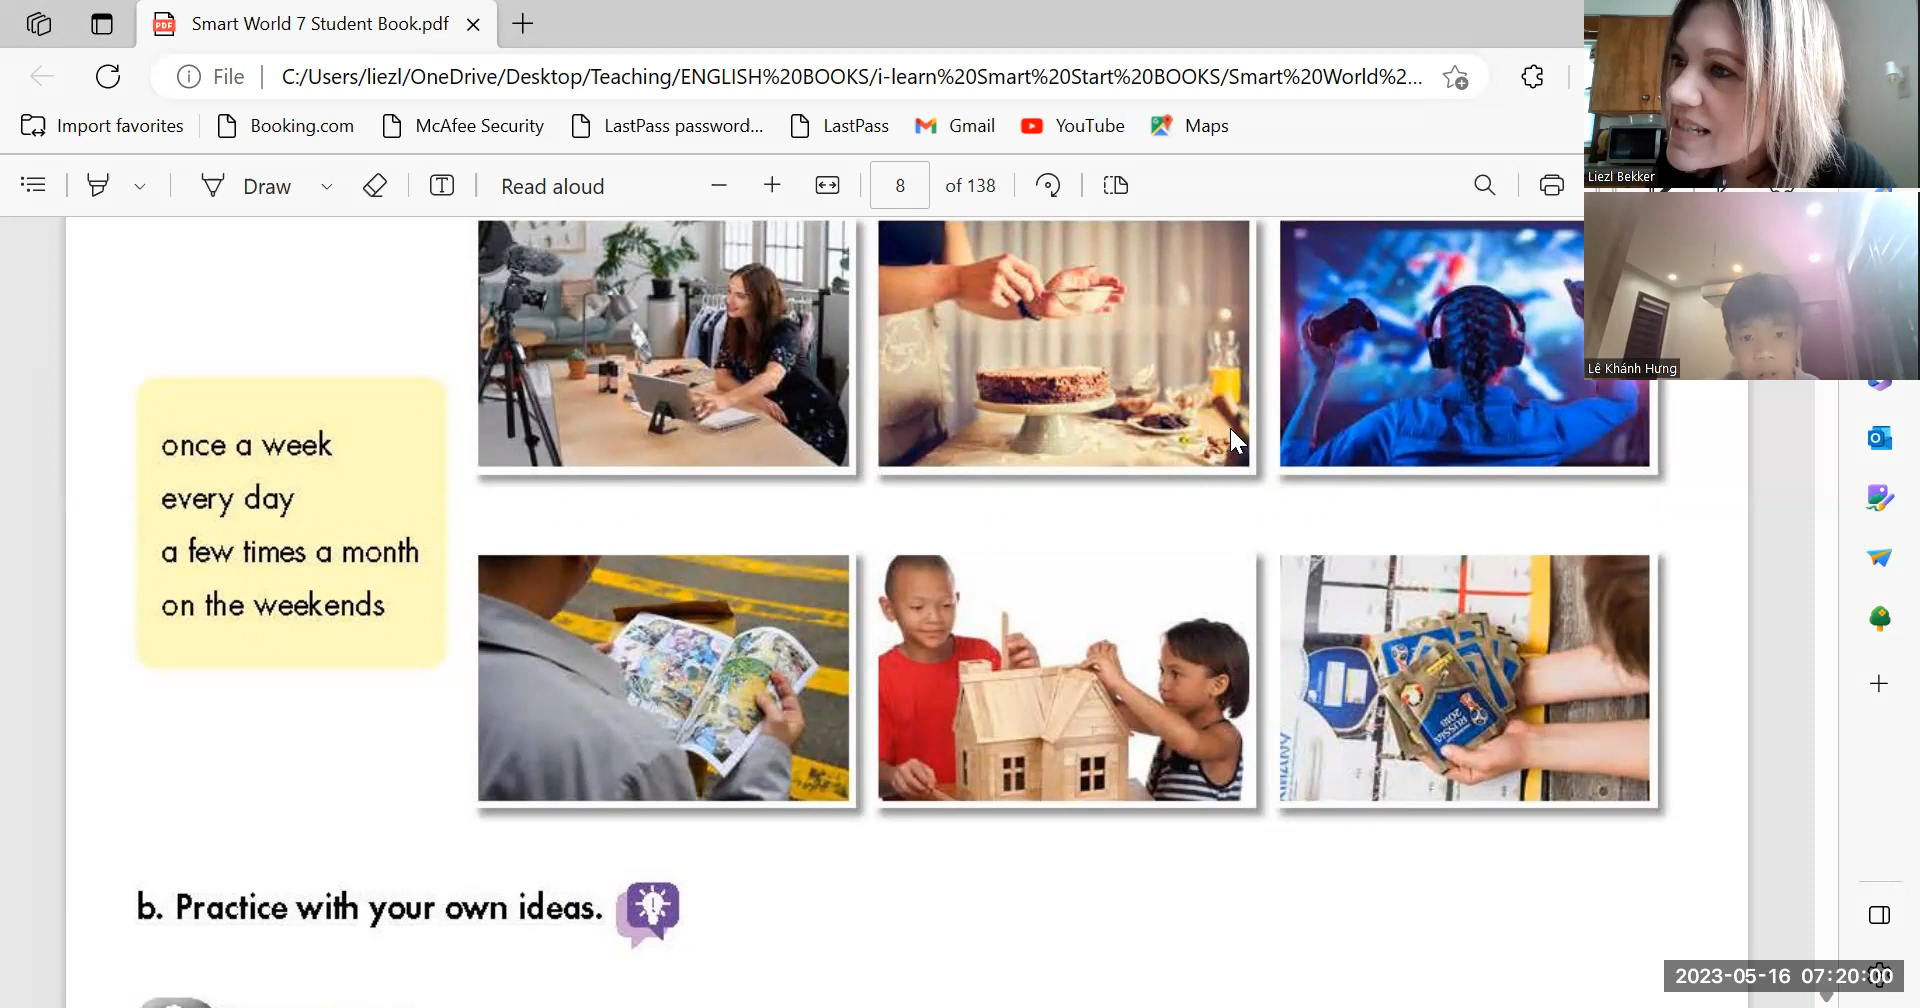 Smart World 7 Student Book.pdf
File
C:/Users/liezl/OneDrive/Desktop/Teaching/ENGLISH%20BOOKS/i-learn%20Smart%20Start%20BOOKS/Smart%20World%2...
Import favorites
Booking.com
McAfee Security
LastPass password...
LastPass
Gmail
YouTube
Maps
Draw
Read aloud
8
of 138
Liezl Bekker
Lê Khánh Hưng
once a week
every day
a few times a month
on the weekends
RUSSIA
2018
b. Practice with your own ideas.
2023-05-16 07:20:00